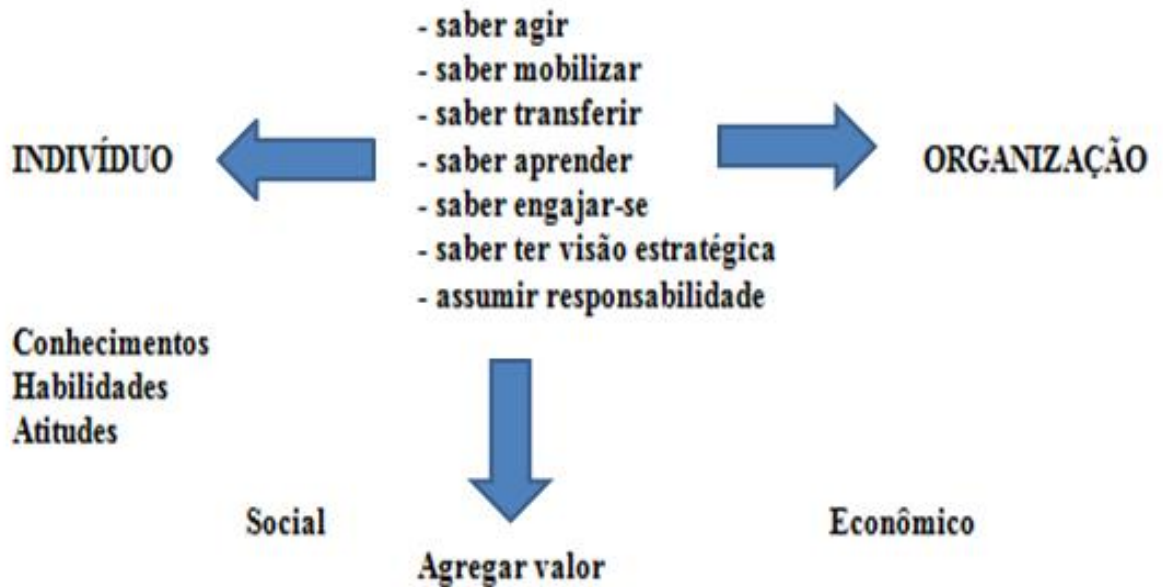 - saber agir
- saber mobilizar
- saber transferir
INDIVÍDUO
- saber aprender
ORGANIZAÇÃO
- saber engajar-se
- saber ter visão estratégica
- assumir responsabilidade
Conhecimentos
Habilidades
Atitudes
Social
Econômico
Agregar valor